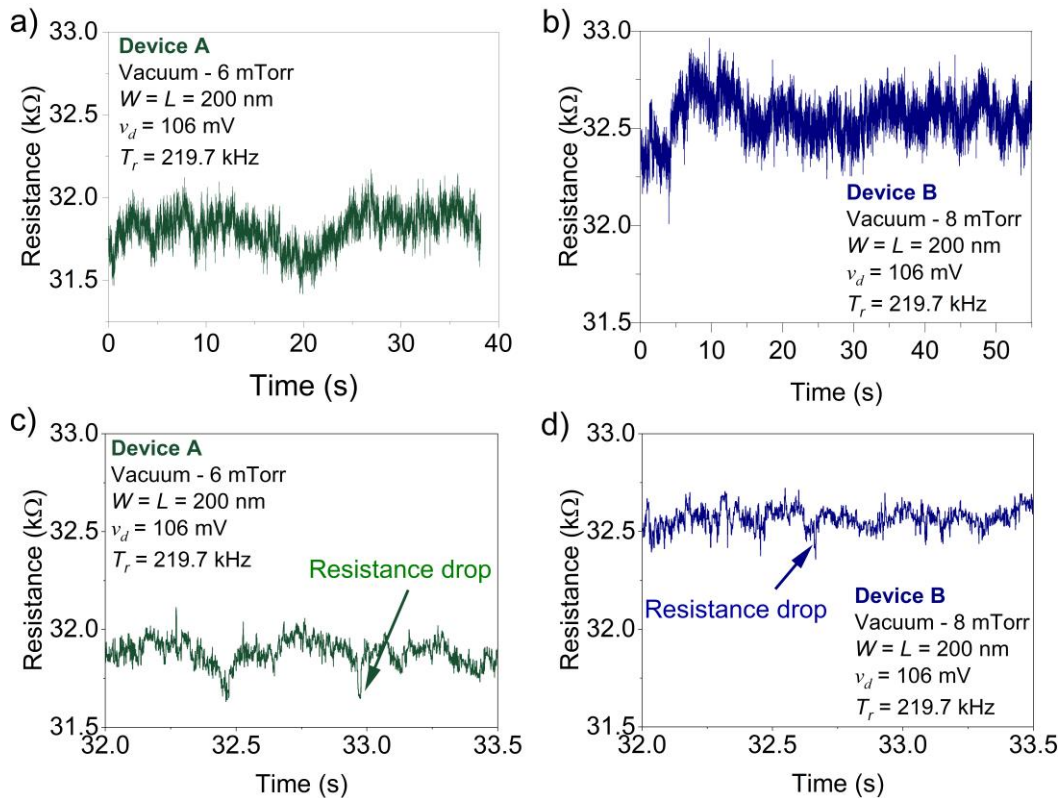 a)
33.0
32.5
32.0
31.5
Resistance (kΩ)
Device A
Vacuum - 6 mTorr
W = L = 200 nm
v_d = 106 mV
T_r = 219.7 kHz
0 10 20 30 40
Time (s)
b)
33.0
32.5
32.0
31.5
Resistance (kΩ)
Device B
Vacuum - 8 mTorr
W = L = 200 nm
v_d = 106 mV
T_r = 219.7 kHz
0 10 20 30 40 50
Time (s)
c)
33.0
32.5
32.0
31.5
Resistance (kΩ)
Device A
Vacuum - 6 mTorr
W = L = 200 nm
v_d = 106 mV
T_r = 219.7 kHz
Resistance drop
32.0 32.5 33.0 33.5
Time (s)
d)
33.0
32.5
32.0
31.5
Resistance (kΩ)
Resistance drop
Device B
Vacuum - 8 mTorr
W = L = 200 nm
v_d = 106 mV
T_r = 219.7 kHz
32.0 32.5 33.0 33.5
Time (s)